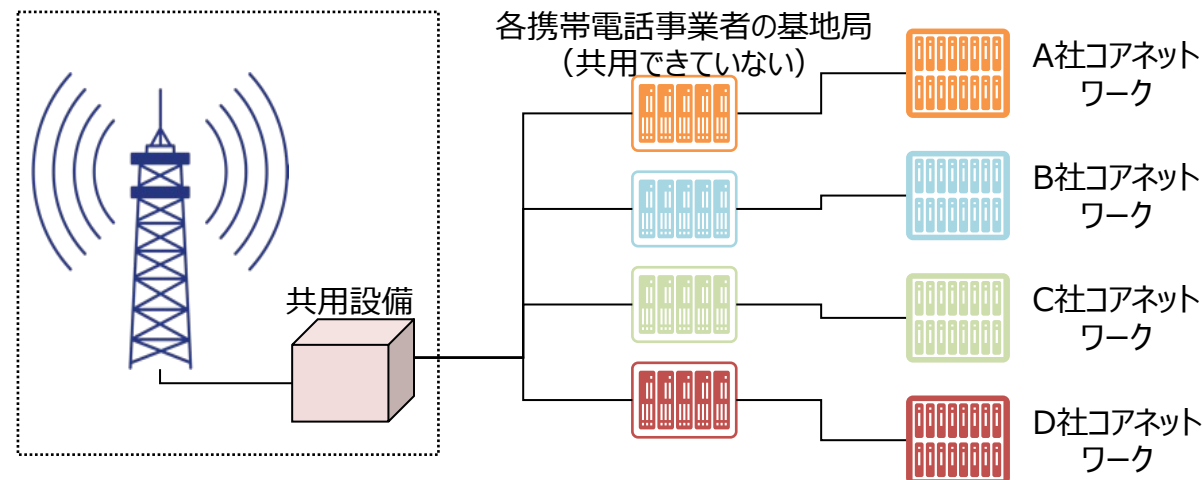 各携帯電話事業者の基地局
（共用できていない）
A社コアネット
ワーク
B社コアネット
ワーク
共用設備
C社コアネット
ワーク
D社コアネット
ワーク